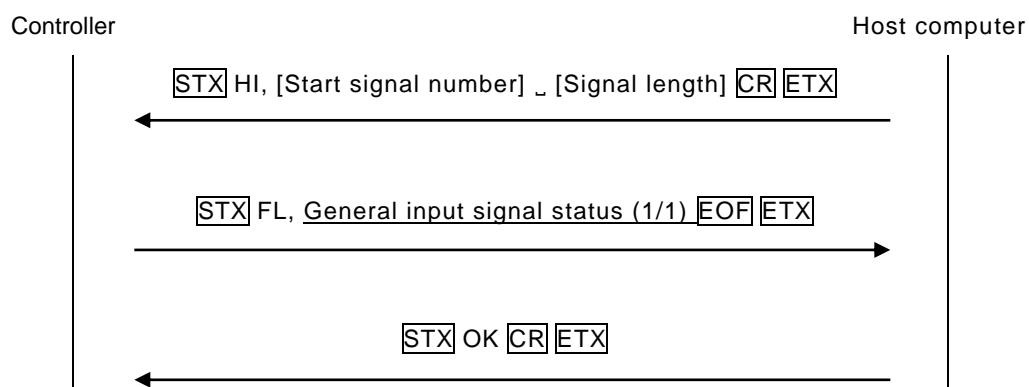 Controller Host computer
STX HI, [Start signal number] ␣ [Signal length] CR ETX
STX FL, General input signal status (1/1) EOF ETX
STX OK CR ETX